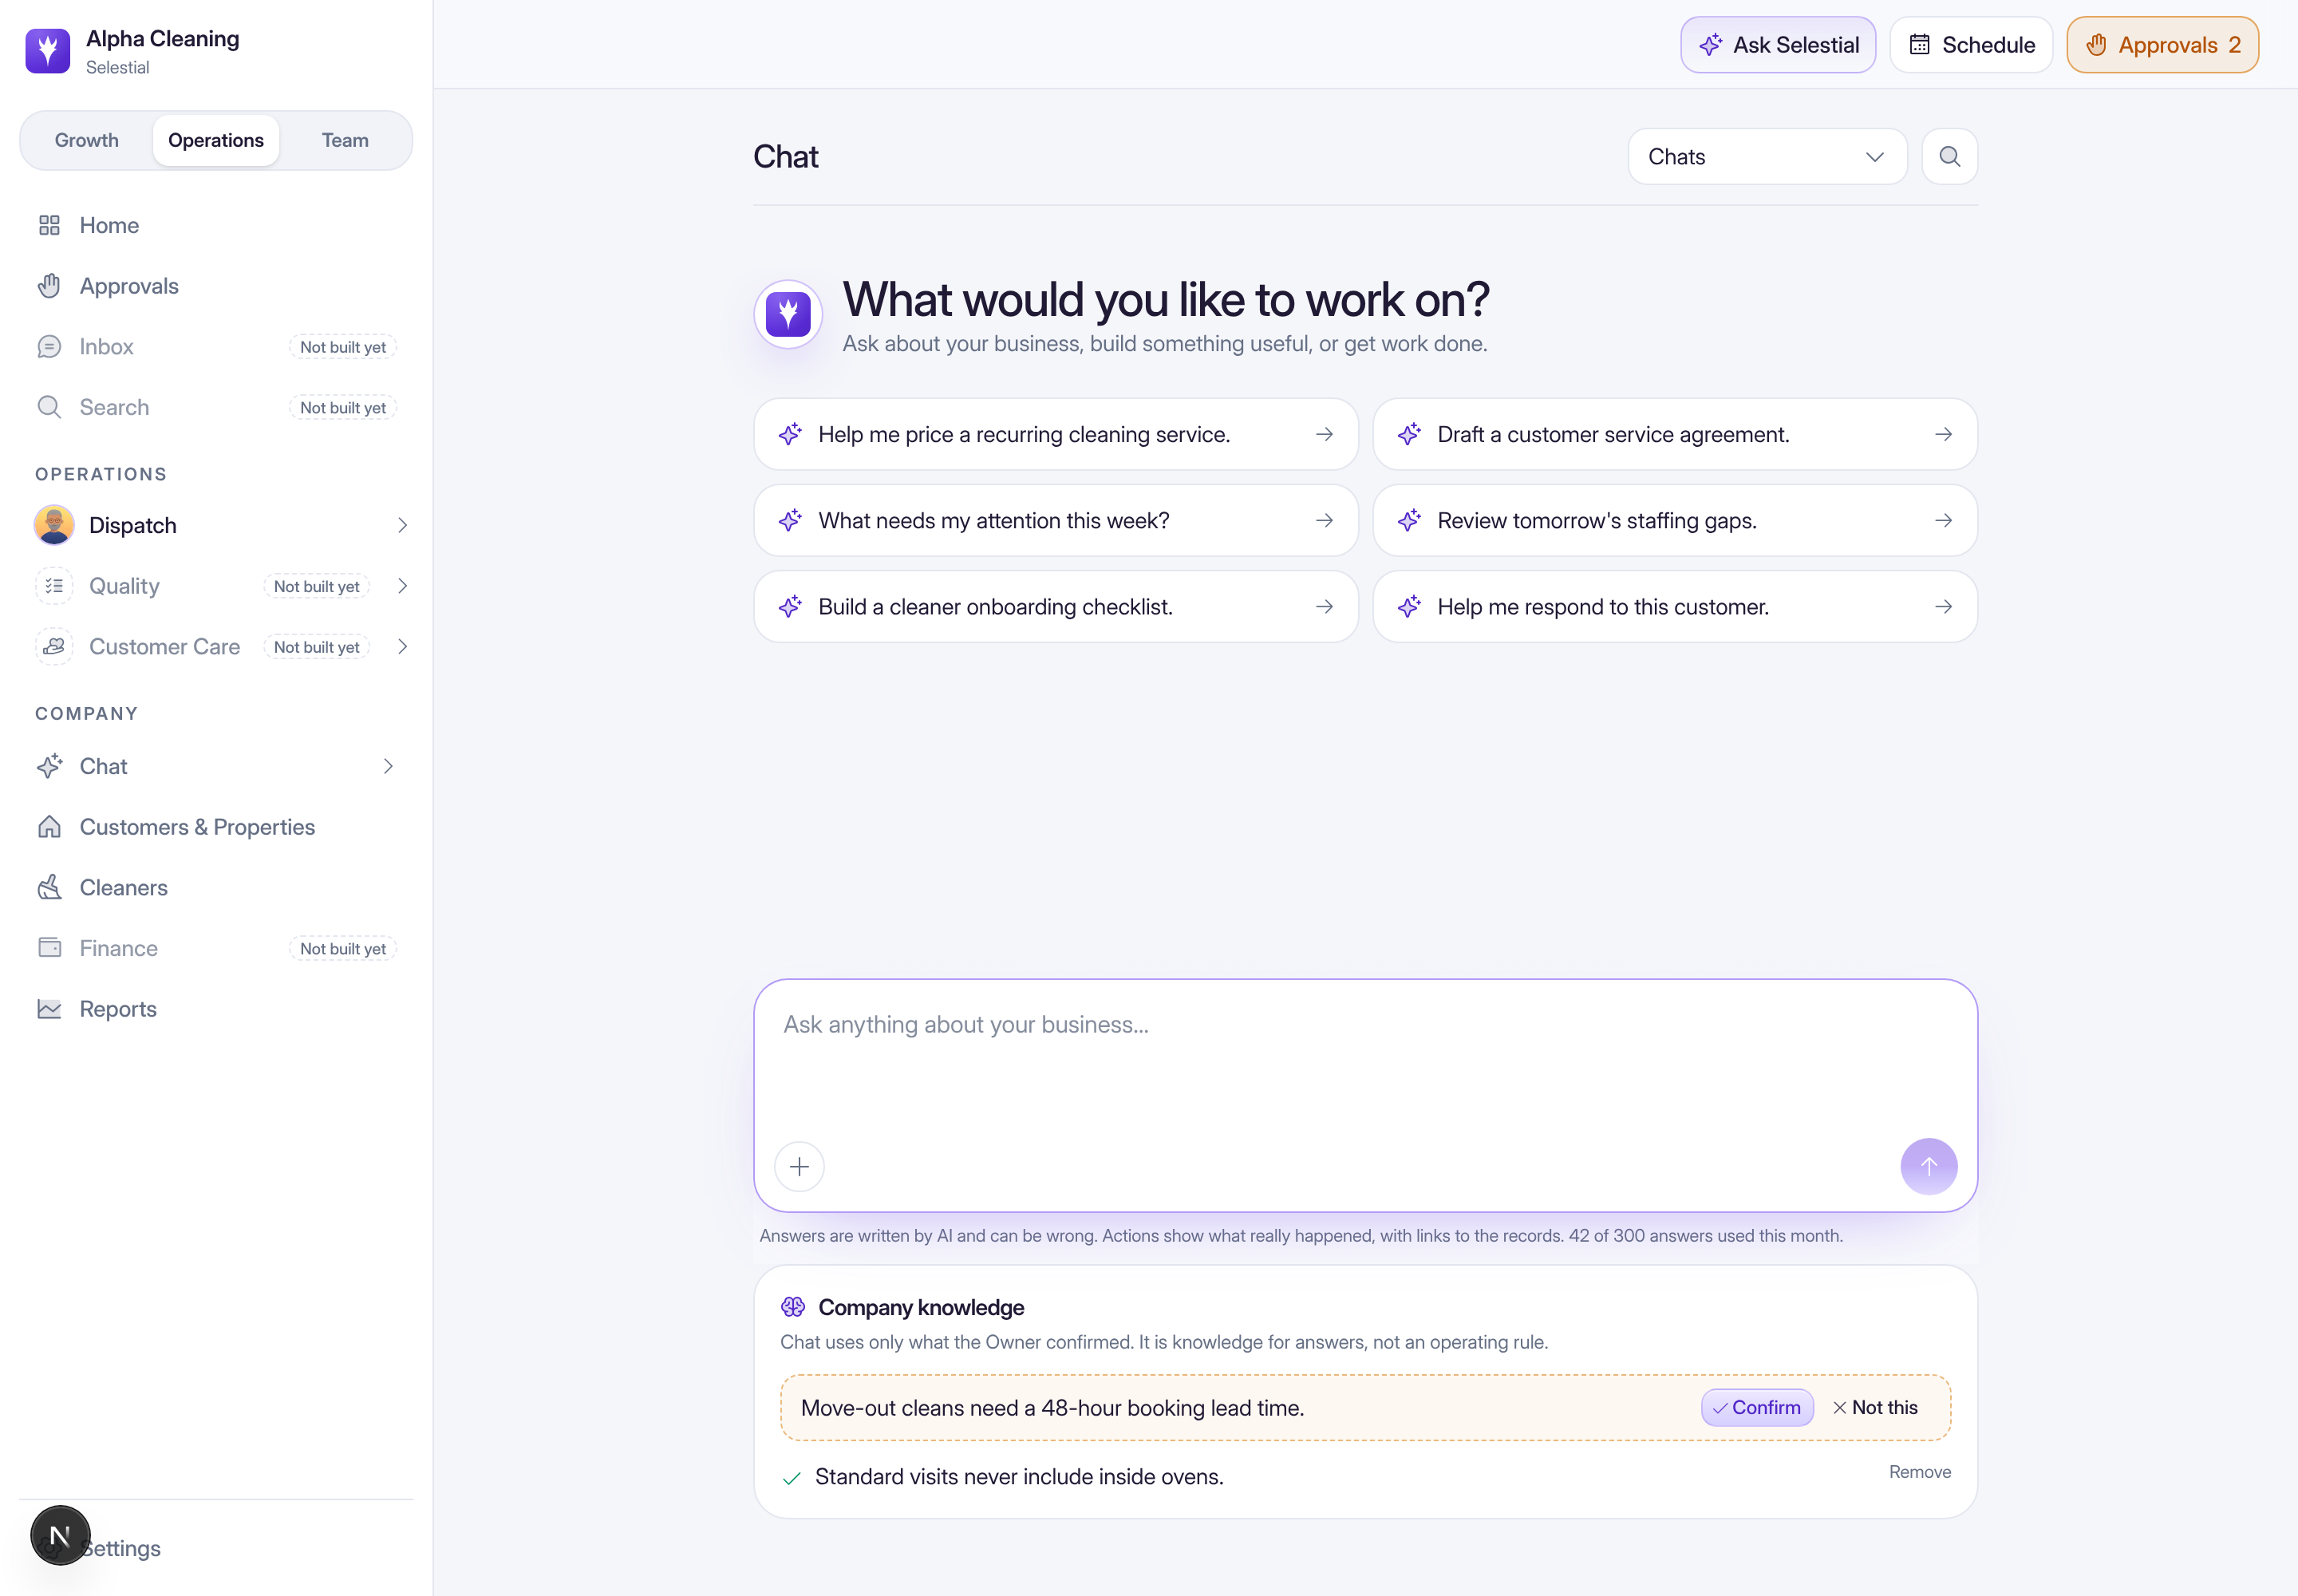 Alpha Cleaning
Selestial
Ask Selestial
Schedule
Approvals 2
Growth
Operations
Team
Home
Approvals
Inbox
Not built yet
Search
Not built yet
OPERATIONS
Dispatch
Quality
Not built yet
Customer Care
Not built yet
COMPANY
Chat
Customers & Properties
Cleaners
Finance
Not built yet
Reports
N
Settings
Chat
Chats
What would you like to work on?
Ask about your business, build something useful, or get work done.
Help me price a recurring cleaning service.
Draft a customer service agreement.
What needs my attention this week?
Review tomorrow's staffing gaps.
Build a cleaner onboarding checklist.
Help me respond to this customer.
Ask anything about your business...
Answers are written by AI and can be wrong. Actions show what really happened, with links to the records. 42 of 300 answers used this month.
Company knowledge
Chat uses only what the Owner confirmed. It is knowledge for answers, not an operating rule.
Move-out cleans need a 48-hour booking lead time.
Confirm
Not this
Standard visits never include inside ovens.
Remove